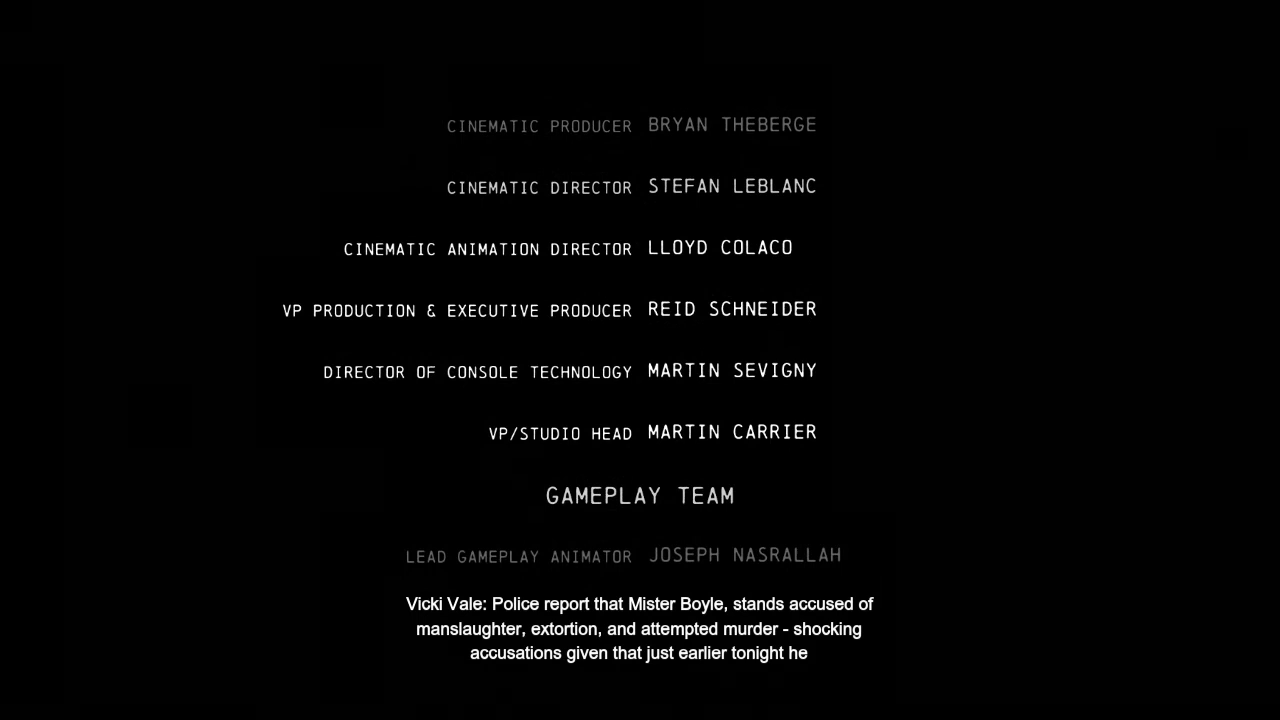 CINEMATIC PRODUCER BRYAN THEBERGE
CINEMATIC DIRECTOR STEFAN LEBLANC
CINEMATIC ANIMATION DIRECTOR LLOYD COLACO
VP PRODUCTION & EXECUTIVE PRODUCER REID SCHNEIDER
DIRECTOR OF CONSOLE TECHNOLOGY MARTIN SEVIGNY
VP/STUDIO HEAD MARTIN CARRIER
GAMEPLAY TEAM
LEAD GAMEPLAY ANIMATOR JOSEPH NASRALLAH
Vicki Vale: Police report that Mister Boyle, stands accused of
manslaughter, extortion, and attempted murder - shocking
accusations given that just earlier tonight he